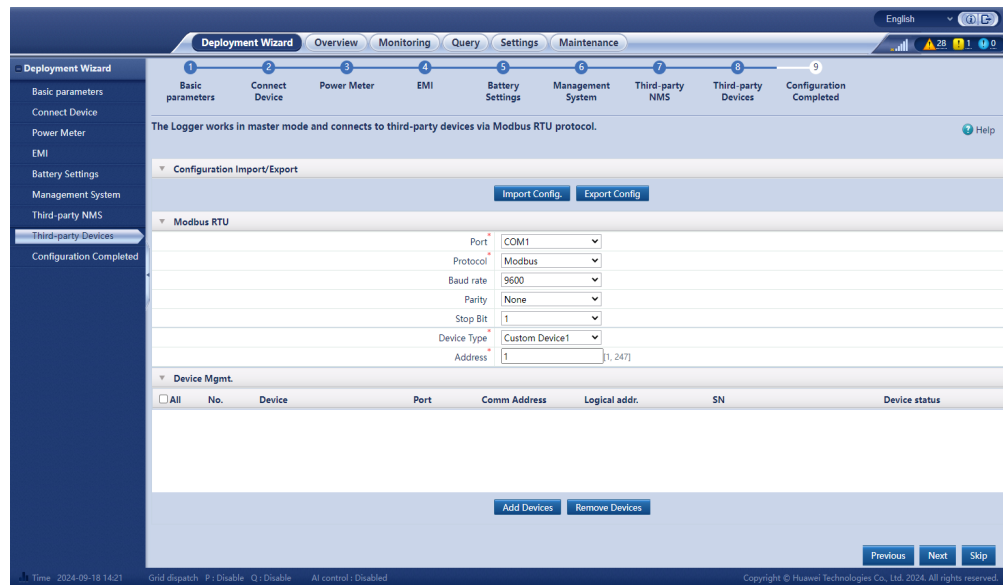 English
Deployment Wizard Overview Monitoring Query Settings Maintenance
28 1 0
Deployment Wizard
Basic parameters
Connect Device
Power Meter
EMI
Battery Settings
Management System
Third-party NMS
Third-party Devices
Configuration Completed
1 2 3 4 5 6 7 8 9
Basic parameters
Connect Device
Power Meter
EMI
Battery Settings
Management System
Third-party NMS
Third-party Devices
Configuration Completed
The Logger works in master mode and connects to third-party devices via Modbus RTU protocol.
Help
Configuration Import/Export
Import Config. Export Config
Modbus RTU
Port * COM1
Protocol * Modbus
Baud rate 9600
Parity None
Stop Bit 1
Device Type * Custom Device1
Address * 1 [1, 247]
Device Mgmt.
All No. Device Port Comm Address Logical addr. SN Device status
Add Devices Remove Devices
Previous Next Skip
Time 2024-09-18 14:21 Grid dispatch P : Disable Q : Disable AI control : Disabled Copyright © Huawei Technologies Co., Ltd. 2024. All rights reserved.